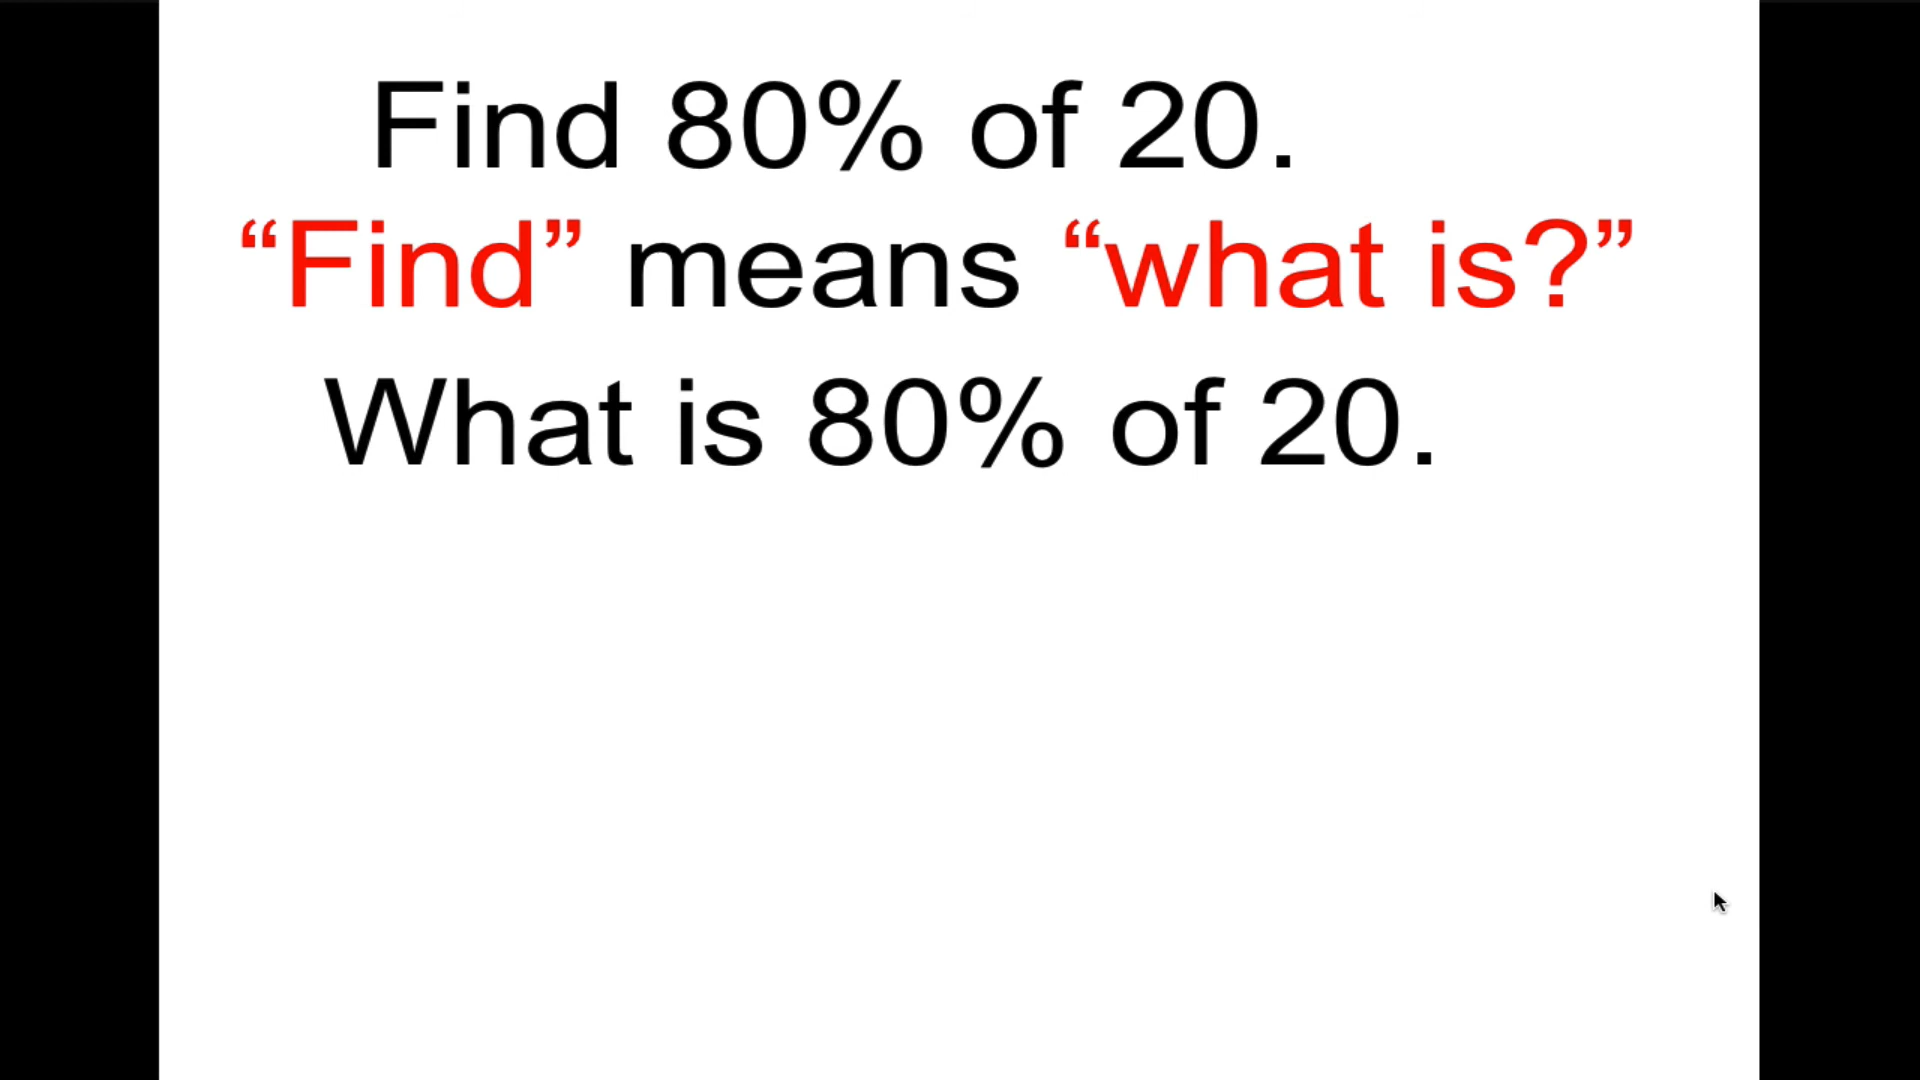 Find 80% of 20.
“Find” means “what is?”
What is 80% of 20.